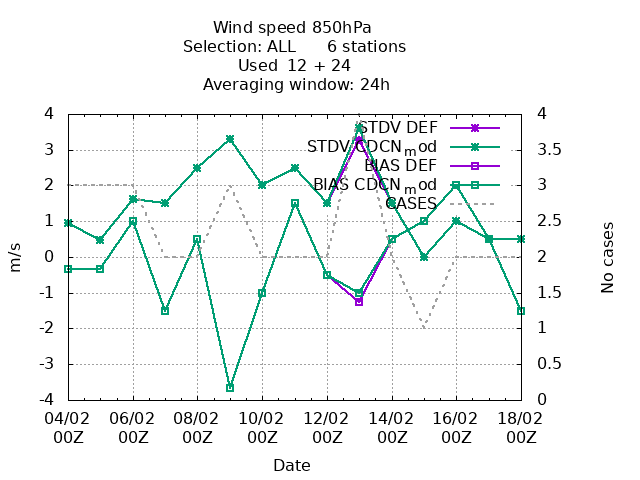 Wind speed 850hPa
Selection: ALL      6 stations
Used  12 + 24
Averaging window: 24h
4
3
2
1
0
-1
-2
-3
-4
m/s
4
3.5
3
2.5
2
1.5
1
0.5
0
No cases
STDV DEF
STDV CDCNmod
BIAS DEF
BIAS CDCNmod
CASES
04/02 06/02 08/02 10/02 12/02 14/02 16/02 18/02
00Z 00Z 00Z 00Z 00Z 00Z 00Z 00Z
Date